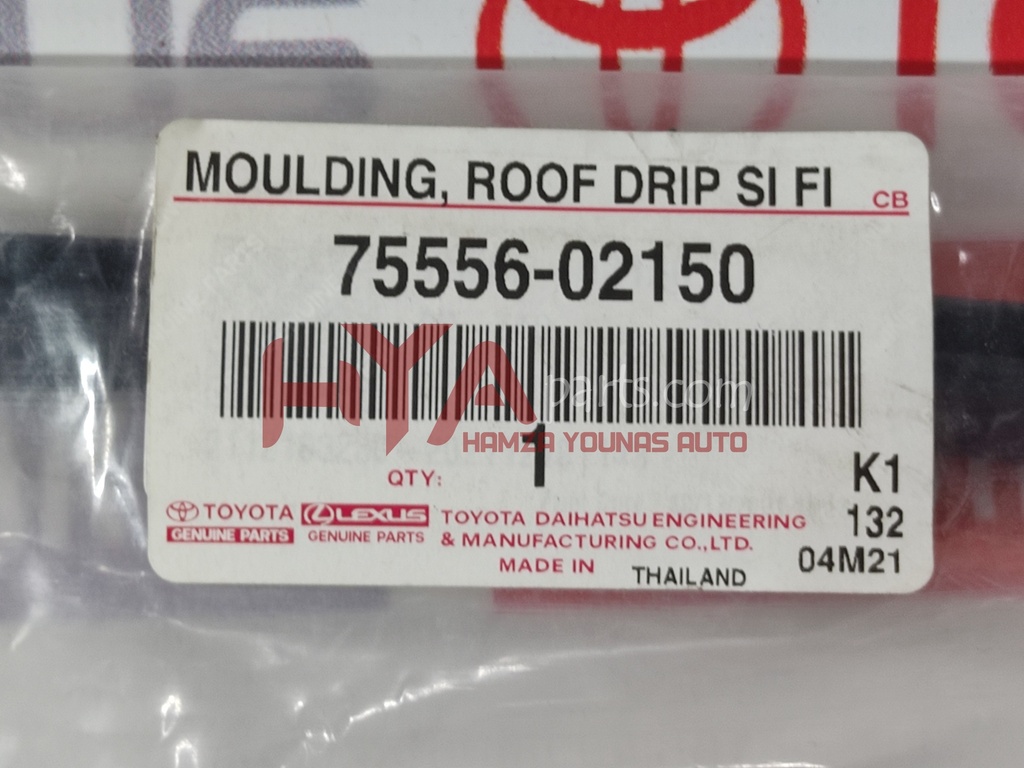 MOULDING, ROOF DRIP SI FI
CB
75556-02150
HYA parts.com
HAMZA YOUNAS AUTO
QTY: 1
K1
TOYOTA LEXUS TOYOTA DAIHATSU ENGINEERING 132
GENUINE PARTS GENUINE PARTS & MANUFACTURING CO.,LTD.
MADE IN THAILAND 04M21